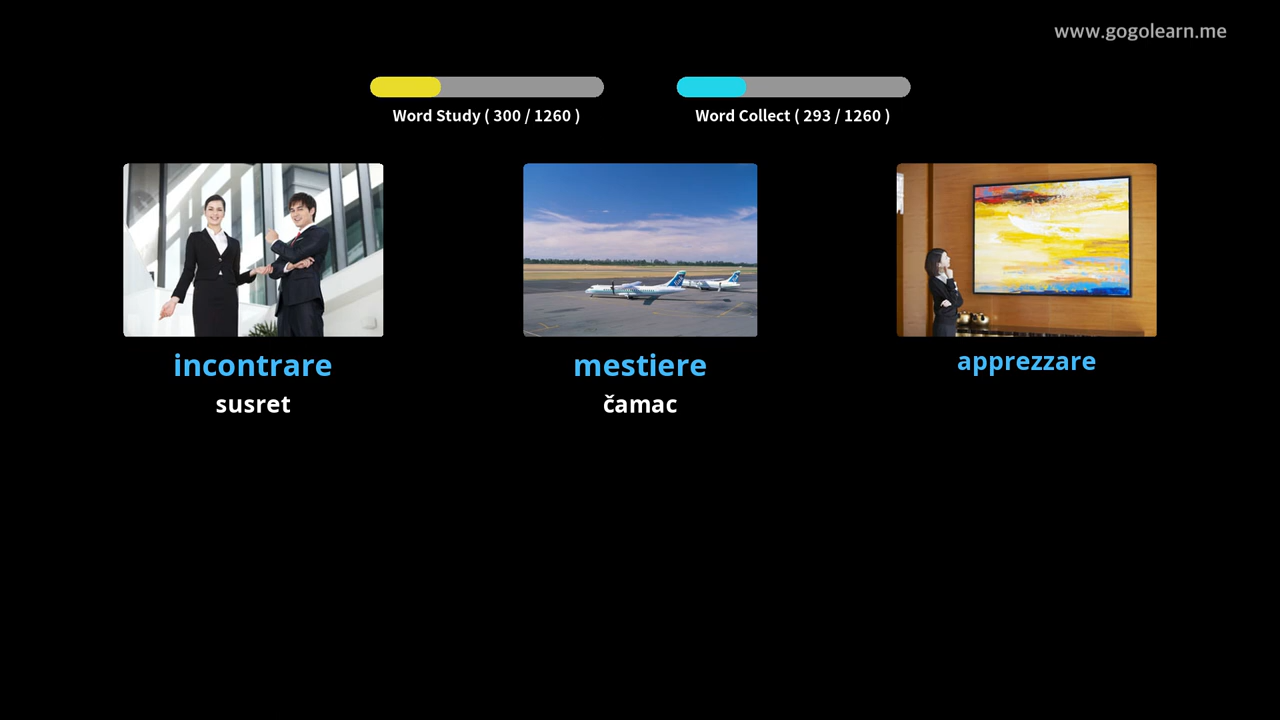 www.gogolearn.me
Word Study ( 300 / 1260 )
Word Collect ( 293 / 1260 )
incontrare
mestiere
apprezzare
susret
čamac